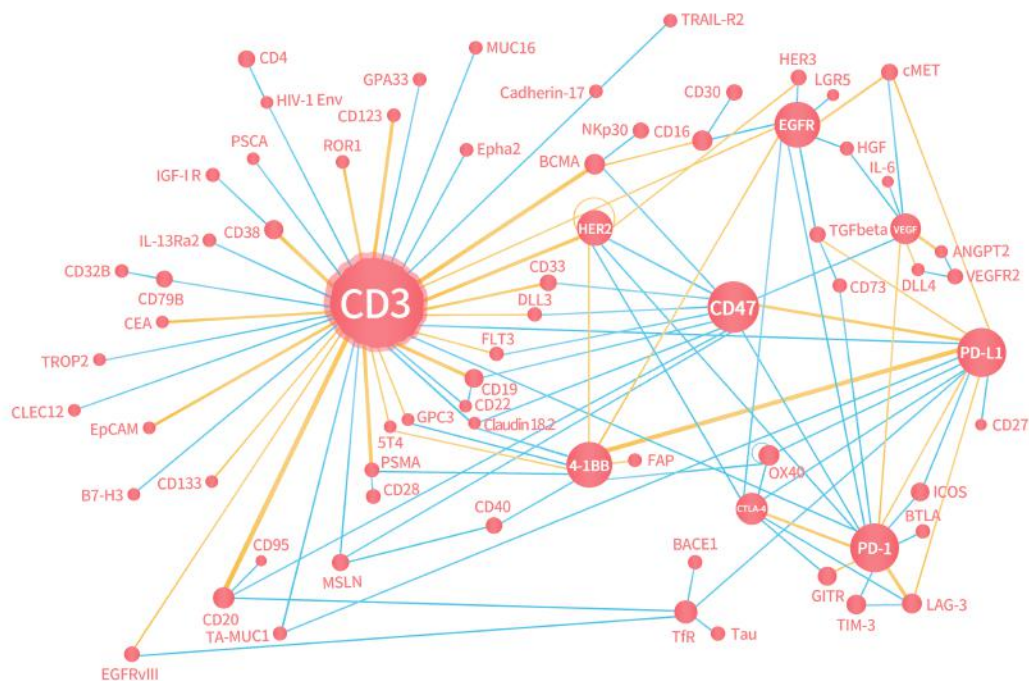 TRAIL-R2
CD4
MUC16
GPA33
HER3
cMET
LGR5
HIV-1 Env
CD123
Cadherin-17
CD30
EGFR
PSCA
ROR1
Epha2
NKp30
CD16
BCMA
HGF
IL-6
IGF-I R
CD38
HER2
TGFbeta
VEGF
ANGPT2
IL-13Ra2
CD32B
CD79B
CD33
CD73
DLL4
VEGFR2
CD3
DLL3
CD47
CEA
TROP2
FLT3
PD-L1
CD19
CD22
CLEC12
GPC3
Claudin 18.2
CD27
EpCAM
5T4
4-1BB
FAP
OX40
B7-H3
CD133
PSMA
CD28
ICOS
CD40
CTLA-4
BTLA
PD-1
CD95
MSLN
BACE1
GITR
LAG-3
CD20
TIM-3
TA-MUC1
TfR
Tau
EGFRvIII